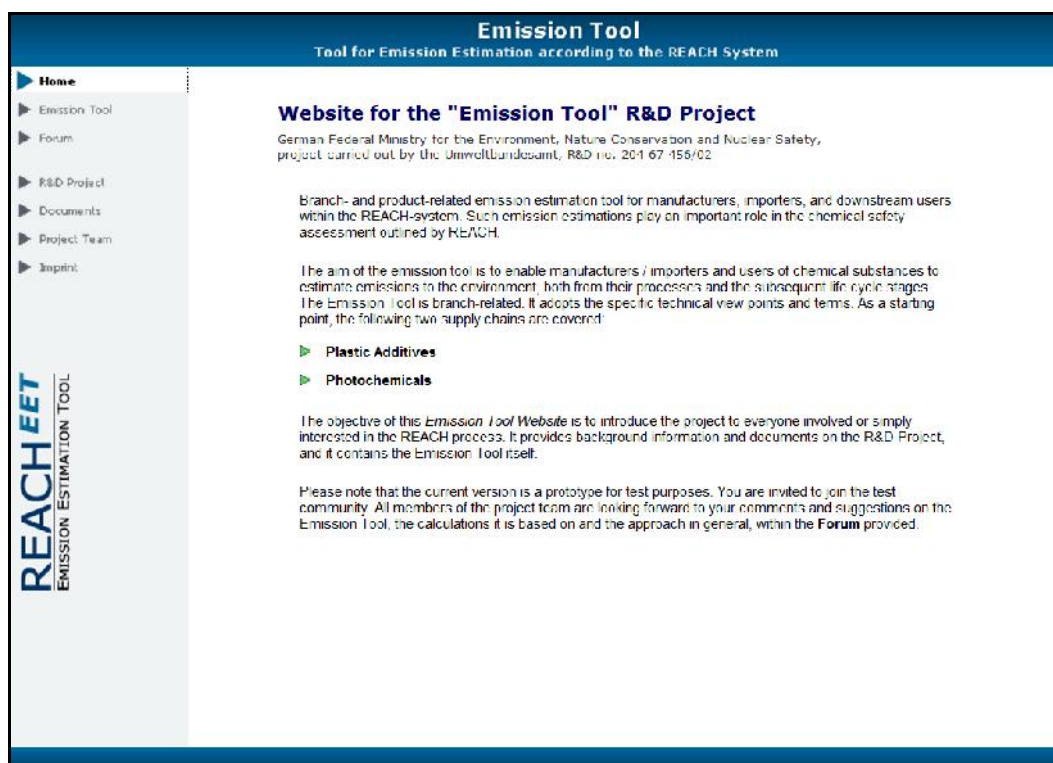 Emission Tool
Tool for Emission Estimation according to the REACH System
Home
Emission Tool
Forum
R&D Project
Documents
Project Team
Imprint
REACH EET
EMISSION ESTIMATION TOOL
Website for the "Emission Tool" R&D Project
German Federal Ministry for the Environment, Nature Conservation and Nuclear Safety,
project carried out by the Umweltbundesamt, R&D no. 204 67 456/02
Branch- and product-related emission estimation tool for manufacturers, importers, and downstream users
within the REACH-system. Such emission estimations play an important role in the chemical safety
assessment outlined by REACH.
The aim of the emission tool is to enable manufacturers / importers and users of chemical substances to
estimate emissions to the environment, both from their processes and the subsequent life cycle stages.
The Emission Tool is branch-related. It adopts the specific technical view points and terms. As a starting
point, the following two supply chains are covered:
Plastic Additives
Photochemicals
The objective of this Emission Tool Website is to introduce the project to everyone involved or simply
interested in the REACH process. It provides background information and documents on the R&D Project,
and it contains the Emission Tool itself.
Please note that the current version is a prototype for test purposes. You are invited to join the test
community. All members of the project team are looking forward to your comments and suggestions on the
Emission Tool, the calculations it is based on and the approach in general, within the Forum provided.